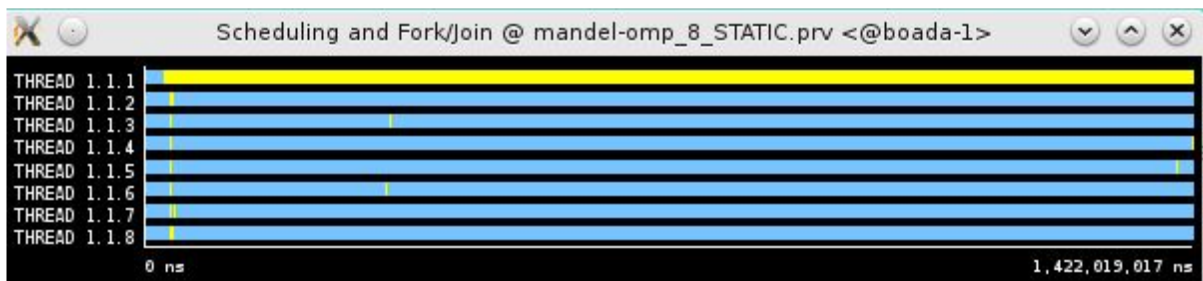 Scheduling and Fork/Join @ mandel-omp_8_STATIC.prv <@boada-1>
THREAD 1.1.1
THREAD 1.1.2
THREAD 1.1.3
THREAD 1.1.4
THREAD 1.1.5
THREAD 1.1.6
THREAD 1.1.7
THREAD 1.1.8
0 ns 1,422,019,017 ns